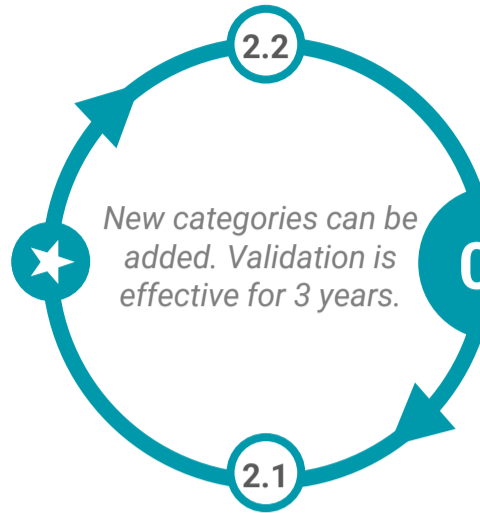 2.2
New categories can be
added. Validation is
effective for 3 years.
2.1